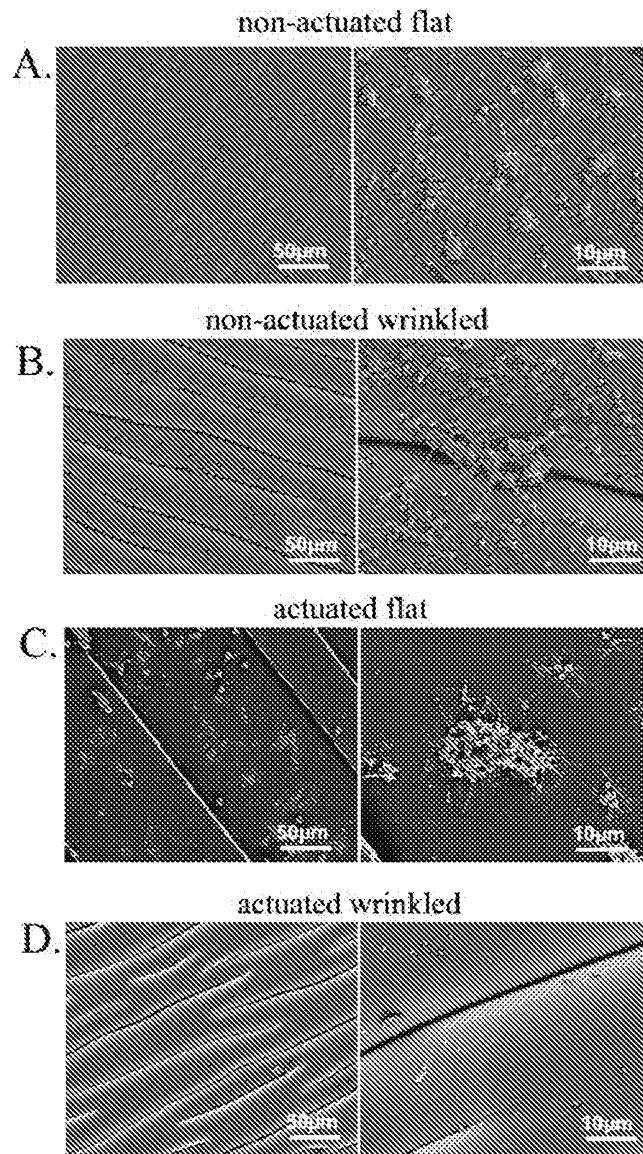 non-actuated flat
A.
50µm
10µm
non-actuated wrinkled
B.
50µm
10µm
actuated flat
C.
50µm
10µm
actuated wrinkled
D.
50µm
10µm